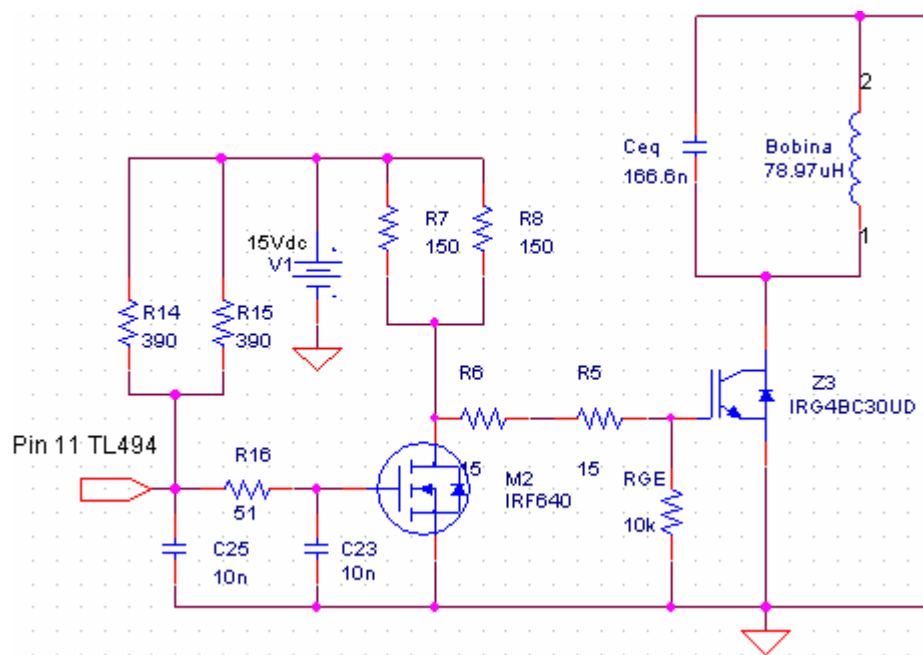 2
Ceq
166.6n
Bobina
78.97uH
1
R7
150
R8
150
15Vdc
V1
R14
390
R15
390
R6
15
R5
15
Z3
IRG4BC30UD
Pin 11 TL494
R16
51
M2
IRF640
RGE
10k
C25
10n
C23
10n